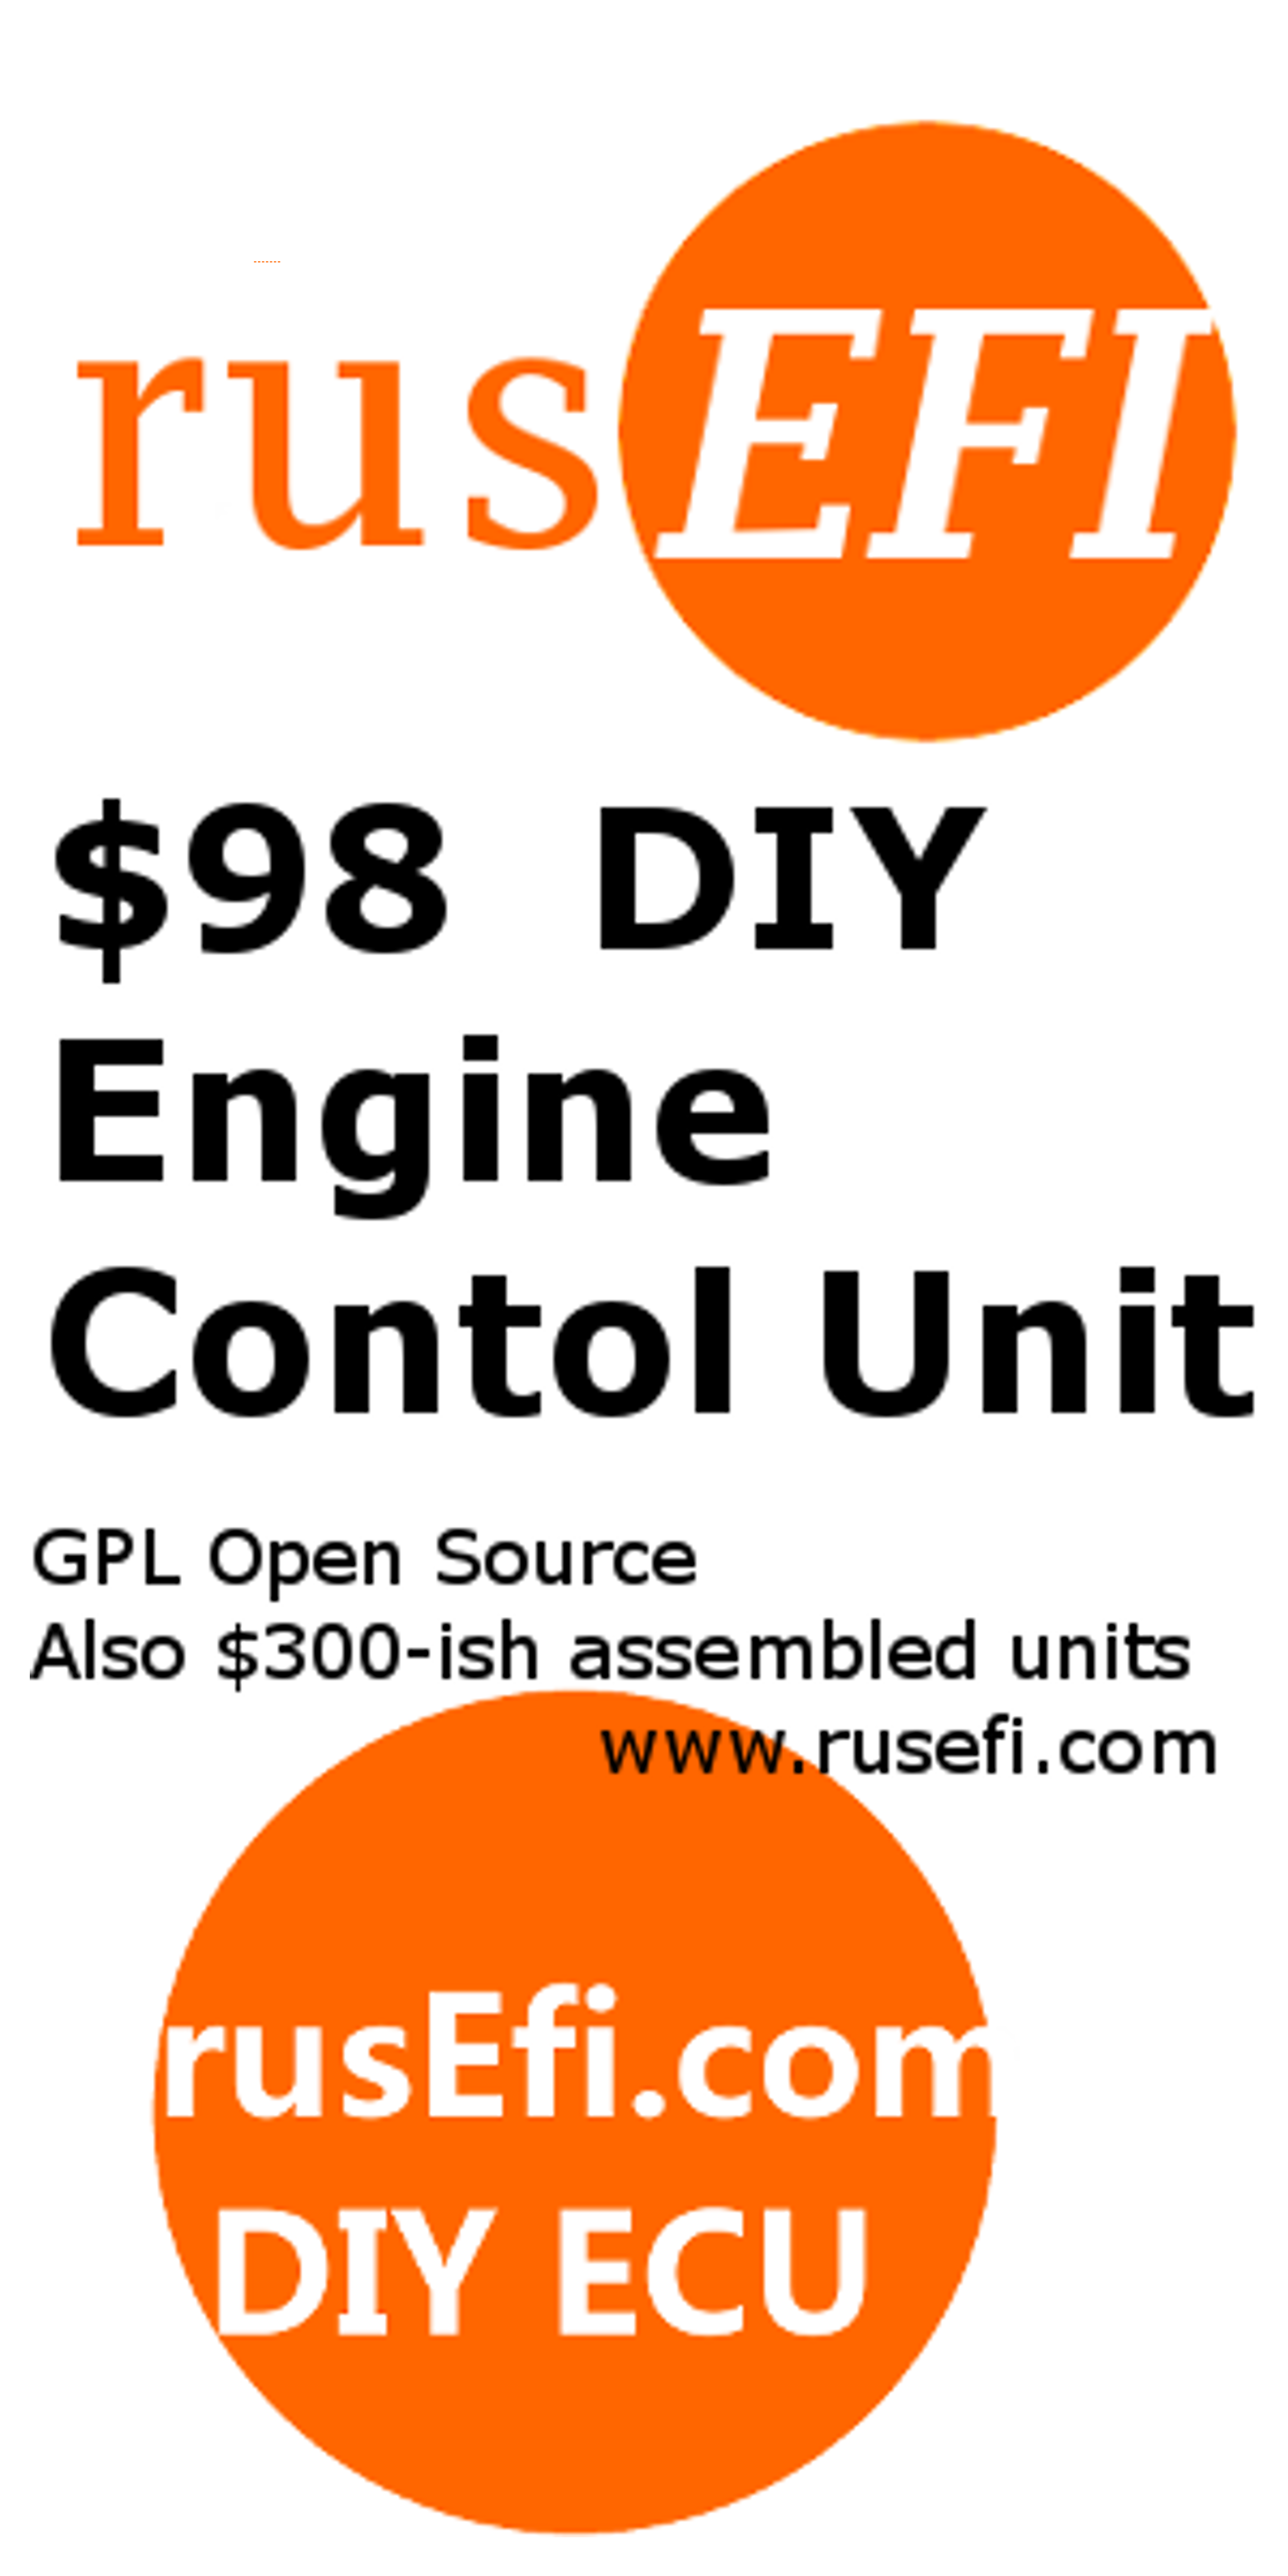 rusEFI
$98 DIY
Engine
Contol Unit
GPL Open Source
Also $300-ish assembled units
www.rusefi.com
rusEfi.com
DIY ECU